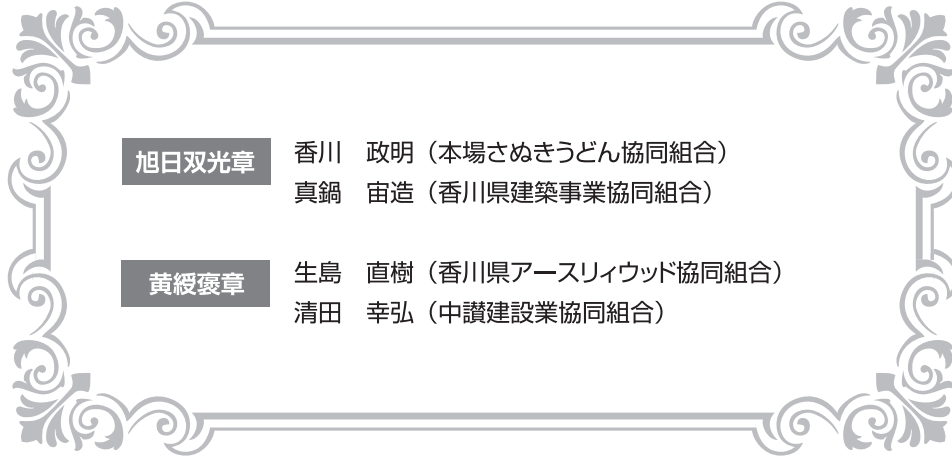 旭日双光章 香川　政明（本場さぬきうどん協同組合）
真鍋　宙造（香川県建築事業協同組合）
黄綬褒章 生島　直樹（香川県アースリィウッド協同組合）
清田　幸弘（中讃建設業協同組合）